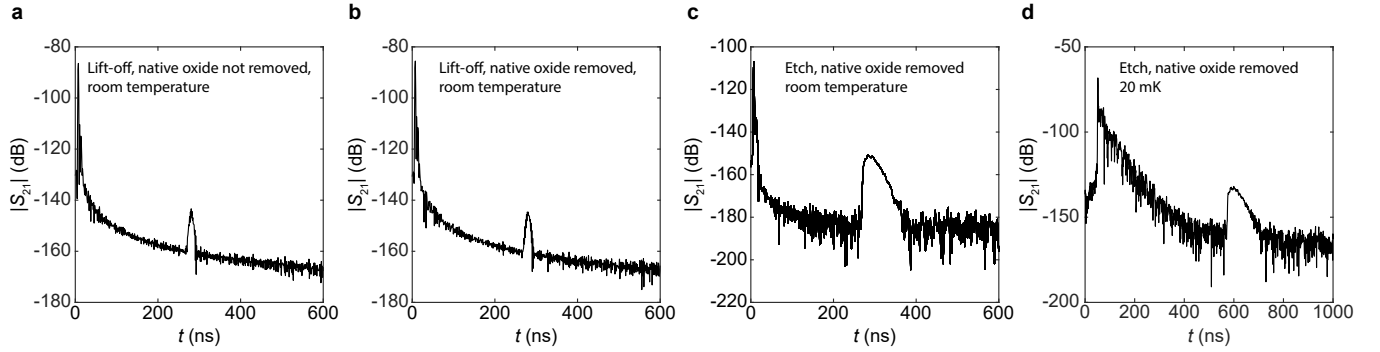 a
b
c
d
-80
-100
-120
-140
-160
-180
|S21| (dB)
0
200
400
600
t (ns)
Lift-off, native oxide not removed,
room temperature
-80
-100
-120
-140
-160
-180
|S21| (dB)
0
200
400
600
t (ns)
Lift-off, native oxide removed,
room temperature
-100
-120
-140
-160
-180
-200
-220
|S21| (dB)
0
200
400
600
t (ns)
Etch, native oxide removed
room temperature
-50
-100
-150
-200
|S21| (dB)
0
200
400
600
800
1000
t (ns)
Etch, native oxide removed
20 mK